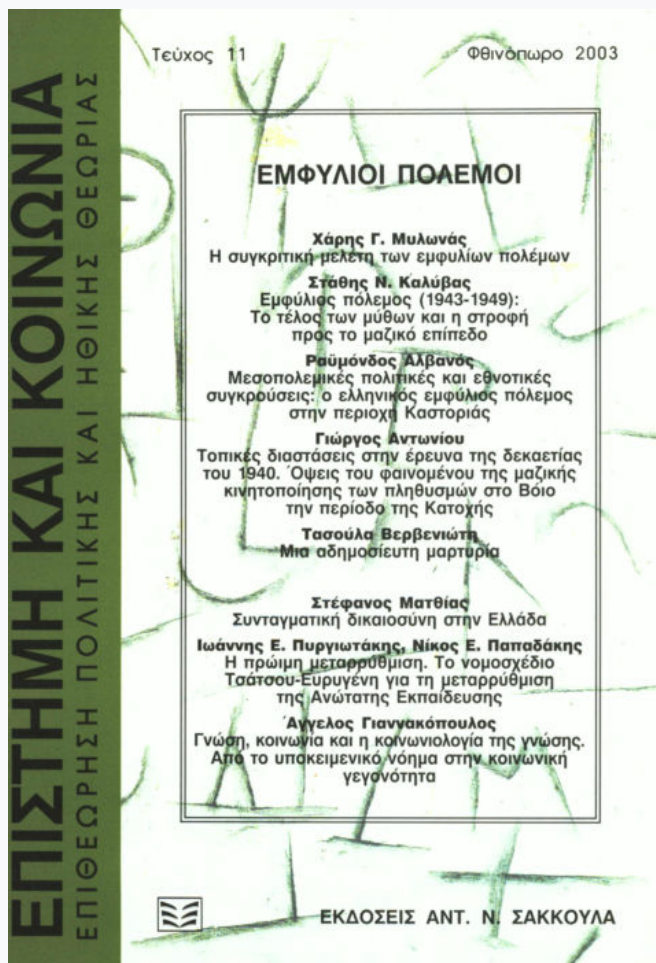 Τεύχος 11
Φθινόπωρο 2003
ΕΠΙΣΤΗΜΗ ΚΑΙ ΚΟΙΝΩΝΙΑ
ΕΠΙΘΕΩΡΗΣΗ ΠΟΛΙΤΙΚΗΣ ΚΑΙ ΗΘΙΚΗΣ ΘΕΩΡΙΑΣ
ΕΜΦΥΛΙΟΙ ΠΟΛΕΜΟΙ
Χάρης Γ. Μυλωνάς
Η συγκριτική μελέτη των εμφυλίων πολέμων
Στάθης Ν. Καλύβας
Εμφύλιος πόλεμος (1943-1949):
Το τέλος των μύθων και η στροφή
προς το μαζικό επίπεδο
Ραϋμόνδος Αλβανός
Μεσοπολεμικές πολιτικές και εθνοτικές
συγκρούσεις: ο ελληνικός εμφύλιος πόλεμος
στην περιοχή Καστοριάς
Γιώργος Αντωνίου
Τοπικές διαστάσεις στην έρευνα της δεκαετίας
του 1940. Όψεις του φαινομένου της μαζικής
κινητοποίησης των πληθυσμών στο Βόιο
την περίοδο της Κατοχής
Τασούλα Βερβενιώτη
Μια αδημοσίευτη μαρτυρία
Στέφανος Ματθίας
Συνταγματική δικαιοσύνη στην Ελλάδα
Ιωάννης Ε. Πυργιωτάκης, Νίκος Ε. Παπαδάκης
Η πρώιμη μεταρρύθμιση. Το νομοσχέδιο
Τσάτσου-Ευρυγένη για τη μεταρρύθμιση
της Ανώτατης Εκπαίδευσης
Άγγελος Γιαννακόπουλος
Γνώση, κοινωνία και η κοινωνιολογία της γνώσης.
Από το υποκειμενικό νόημα στην κοινωνική
γεγονότητα
ΕΚΔΟΣΕΙΣ ΑΝΤ. Ν. ΣΑΚΚΟΥΛΑ